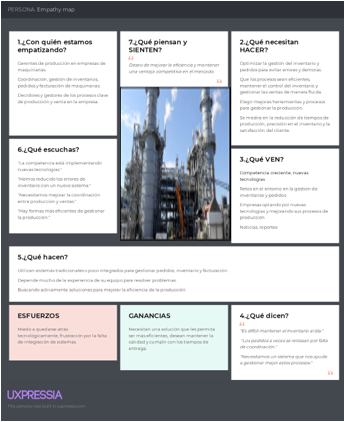 PERSONA: Empathy map
1.¿Con quién estamos
empatizando?
Gerentes de producción en empresas de
maquinarias.
Coordinación, gestión de inventarios,
pedidos y facturación de maquinarias.
Decisiones y gestores de los procesos clave
de producción y venta en la empresa.
7.¿Qué piensan y
SIENTEN?
Deseo de mejorar la eficiencia y mantener
una ventaja competitiva en el mercado.
2.¿Qué necesitan
HACER?
Optimizar la gestión del inventario y
pedidos para evitar errores y demoras.
Que los procesos sean eficientes,
mantener el control del inventario y
gestionar las ventas de manera fluida.
Elegir mejores herramientas y procesos
para gestionar la producción.
Se mediría en la reducción de tiempos de
producción, precisión en el inventario y la
satisfacción del cliente.
6.¿Qué escuchas?
"La competencia está implementando
nuevas tecnologías."
"Hemos reducido los errores de
inventario con un nuevo sistema."
"Necesitamos mejorar la coordinación
entre producción y ventas."
"Hay formas más eficientes de gestionar
la producción."
3.¿Qué VEN?
Competencia creciente, nuevas
tecnologías
Retos en el entorno en la gestión de
inventarios y pedidos
Empresas optando por nuevas
tecnologías y mejorando sus procesos de
producción.
Noticias, reportes
5.¿Qué hacen?
Utilizan sistemas tradicionales o poco integrados para gestionar pedidos, inventario y facturación.
Depende mucho de la experiencia de su equipo para resolver problemas.
Buscando activamente soluciones para mejorar la eficiencia de la producción.
ESFUERZOS
Miedo a quedarse atrás
tecnológicamente, frustración por la falta
de integración de sistemas.
GANANCIAS
Necesitan una solución que les permita
ser más eficientes, desean mantener la
calidad y cumplir con los tiempos de
entrega.
4.¿Qué dicen?
"Es difícil mantener el inventario al día."
"Los pedidos a veces se retrasan por falta
de coordinación."
"Necesitamos un sistema que nos ayude
a gestionar mejor estos procesos."
UXPRESSIA
This persona was built in uxpressia.com